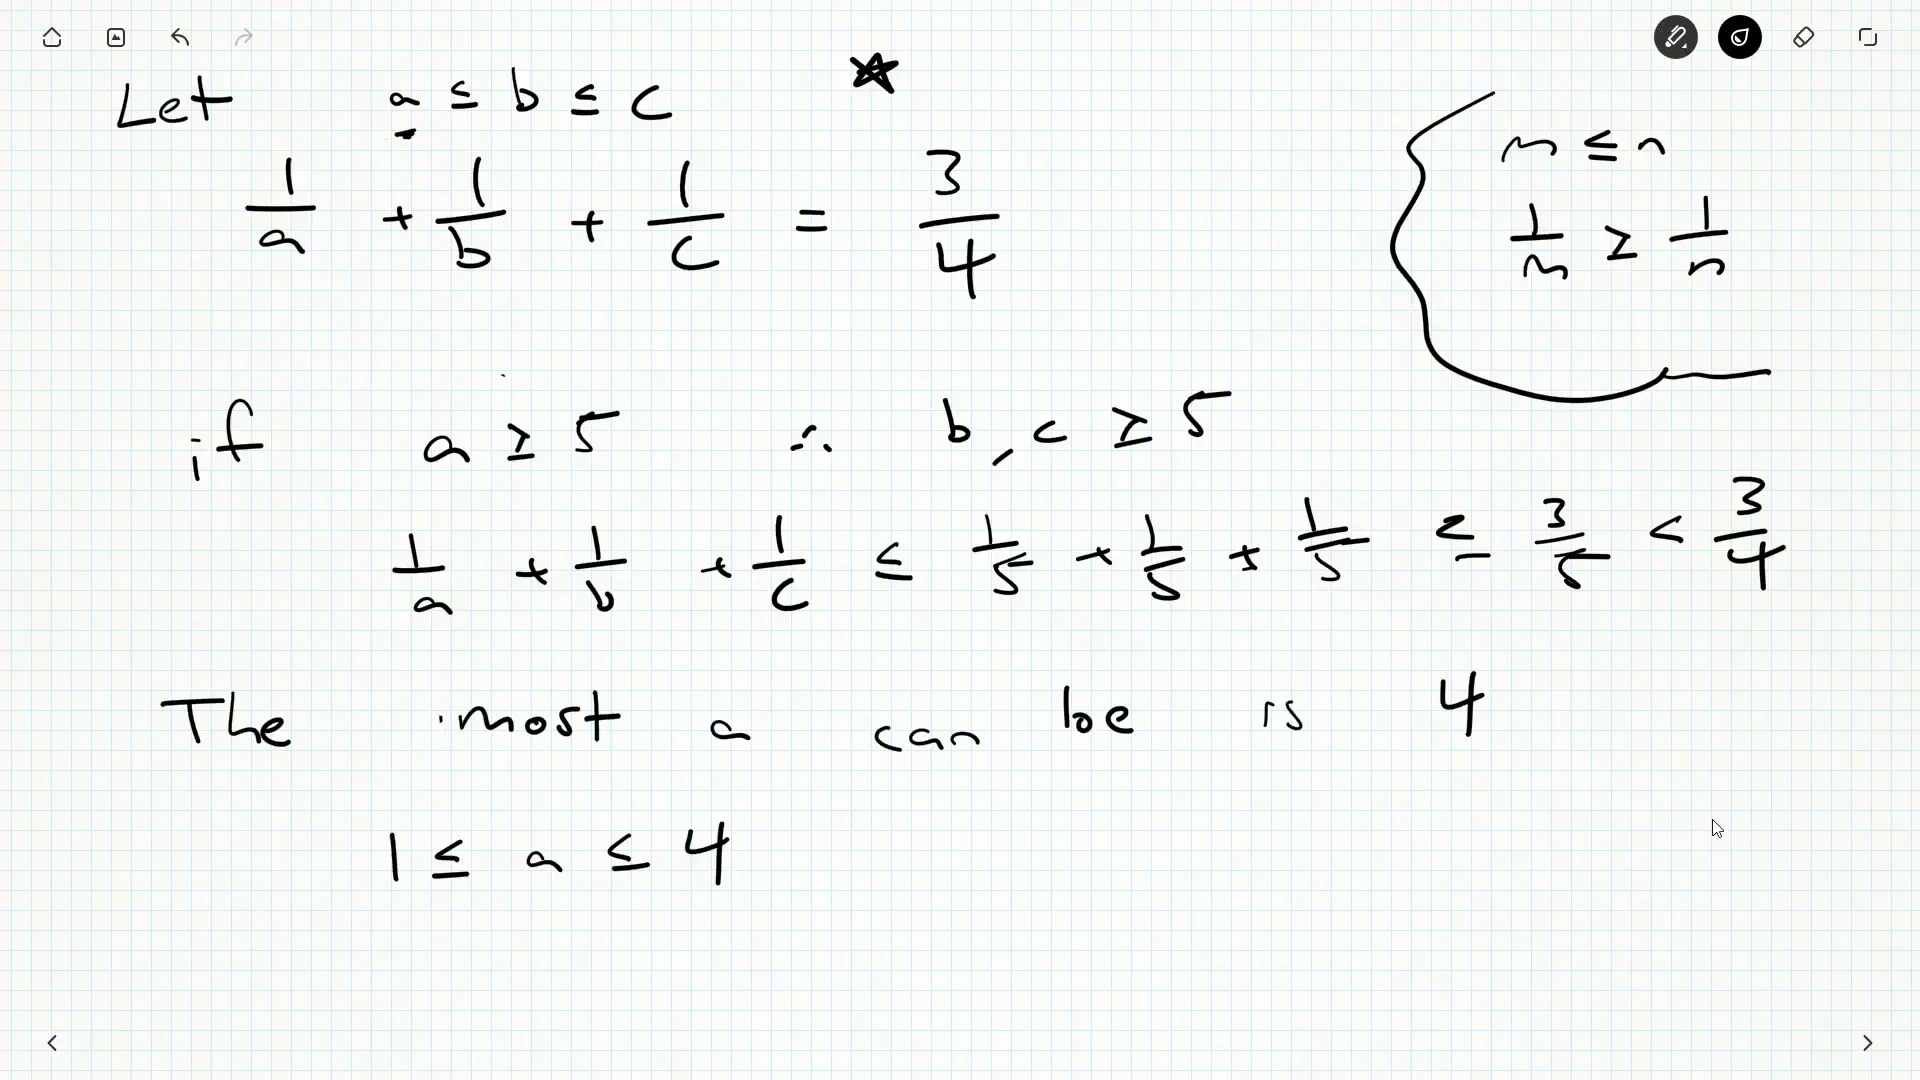 Let a ≤ b ≤ c
1/a + 1/b + 1/c = 3/4
m ≤ n
1/m ≥ 1/n
if a ≥ 5 ∴ b, c ≥ 5
1/a + 1/b + 1/c ≤ 1/5 + 1/5 + 1/5 ≤ 3/5 < 3/4
The most a can be is 4
1 ≤ a ≤ 4